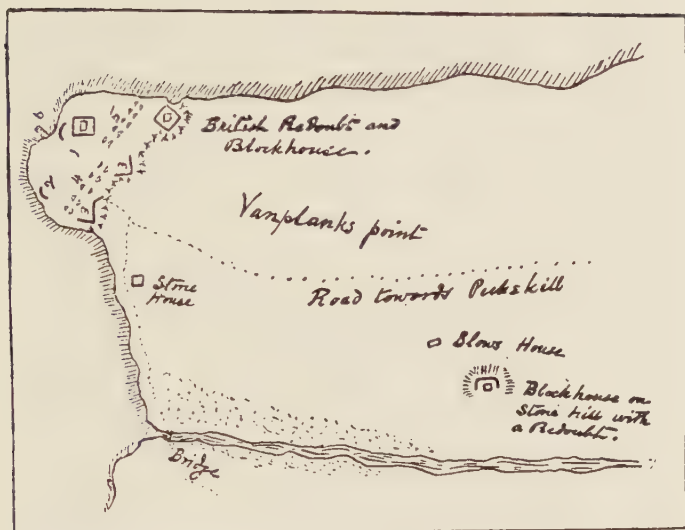 British Redoubt and
Blockhouse.
Vanplanks point
Road towards Pukskill
Stone
House
Blows House
Blockhouse on
Stone Hill with
a Redoubt.
Bridge